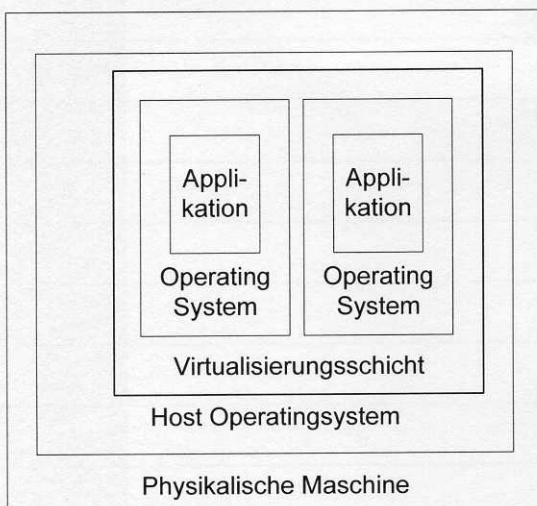 Appli-
kation
Appli-
kation
Operating
System
Operating
System
Virtualisierungsschicht
Host Operatingsystem
Physikalische Maschine